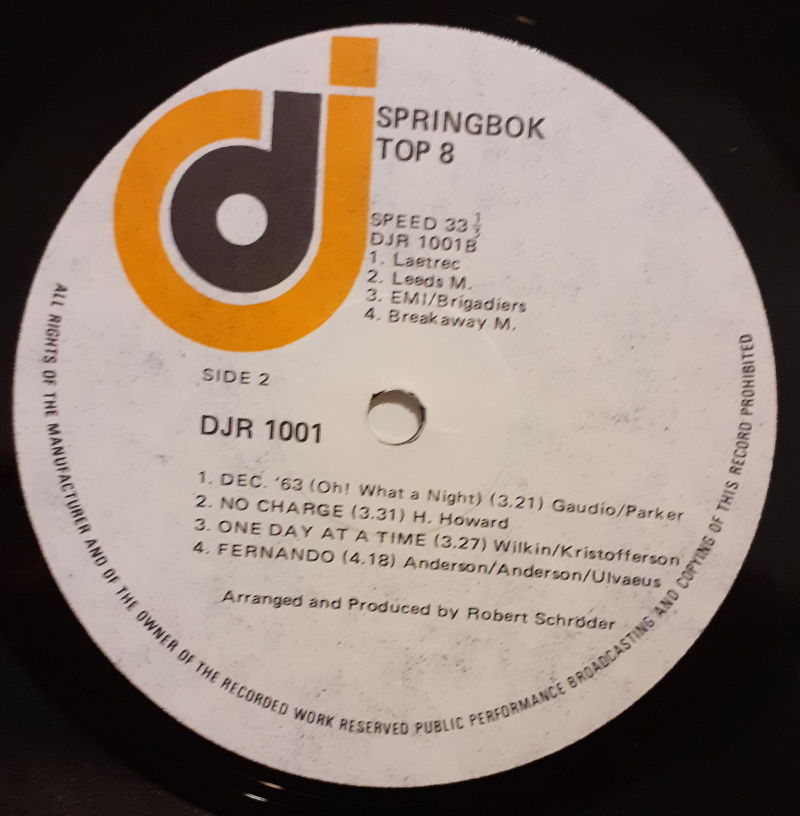 dj
SPRINGBOK
TOP 8
SPEED 33 1/3
DJR 1001B
1. Laetrec
2. Leeds M.
3. EMI/Brigadiers
4. Breakaway M.
SIDE 2
DJR 1001
1. DEC. '63 (Oh! What a Night) (3.21) Gaudio/Parker
2. NO CHARGE (3.31) H. Howard
3. ONE DAY AT A TIME (3.27) Wilkin/Kristofferson
4. FERNANDO (4.18) Anderson/Anderson/Ulvaeus
Arranged and Produced by Robert Schröder
ALL RIGHTS OF THE MANUFACTURER AND OF THE OWNER OF THE RECORDED WORK RESERVED PUBLIC PERFORMANCE BROADCASTING AND COPYING OF THIS RECORD PROHIBITED